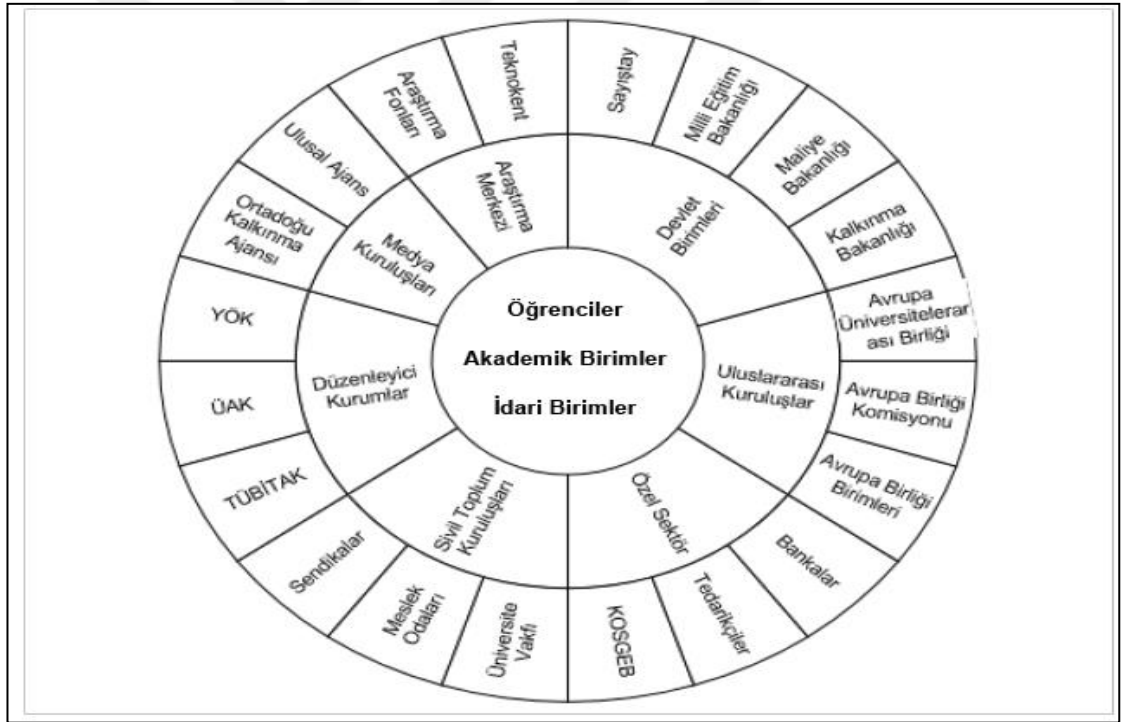 Öğrenciler
Akademik Birimler
İdari Birimler
Devlet
Birimleri
Uluslararası
Kuruluşlar
Özel Sektör
Sivil Toplum
Kuruluşları
Düzenleyici
Kurumlar
Medya
Kuruluşları
Araştırma
Merkezi
Sayıştay
Milli Eğitim
Bakanlığı
Maliye
Bakanlığı
Kalkınma
Bakanlığı
Avrupa
Üniversitelerar
ası Birliği
Avrupa Birliği
Komisyonu
Avrupa Birliği
Birimleri
Bankalar
Tedarikçiler
KOSGEB
Üniversite
Vakfı
Meslek
Odaları
Sendikalar
TÜBİTAK
ÜAK
YÖK
Ortadoğu
Kalkınma
Ajansı
Ulusal Ajans
Araştırma
Fonları
Teknokent